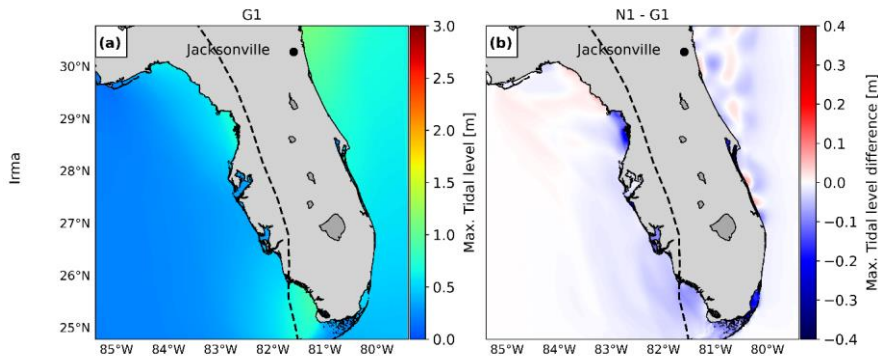 G1
N1 - G1
Irma
(a)
Jacksonville
30°N
29°N
28°N
27°N
26°N
25°N
85°W
84°W
83°W
82°W
81°W
80°W
3.0
2.5
2.0
1.5
1.0
0.5
0.0
Max. Tidal level [m]
(b)
Jacksonville
85°W
84°W
83°W
82°W
81°W
80°W
0.4
0.3
0.2
0.1
0.0
−0.1
−0.2
−0.3
−0.4
Max. Tidal level difference [m]